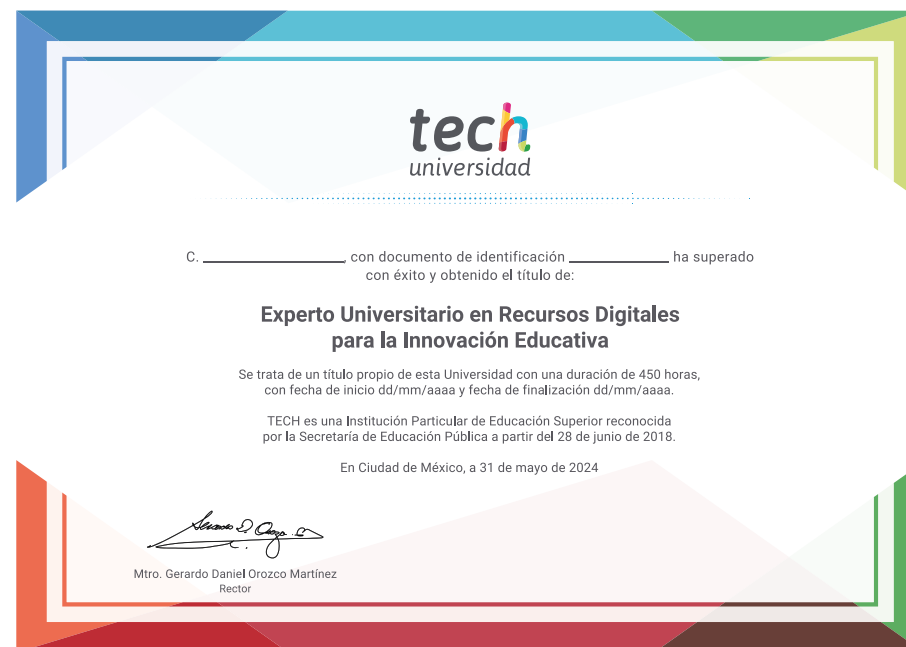 tech
universidad
C. ____________________, con documento de identificación ______________ ha superado
con éxito y obtenido el título de:
Experto Universitario en Recursos Digitales
para la Innovación Educativa
Se trata de un título propio de esta Universidad con una duración de 450 horas,
con fecha de inicio dd/mm/aaaa y fecha de finalización dd/mm/aaaa.
TECH es una Institución Particular de Educación Superior reconocida
por la Secretaría de Educación Pública a partir del 28 de junio de 2018.
En Ciudad de México, a 31 de mayo de 2024
Mtro. Gerardo Daniel Orozco Martínez
Rector